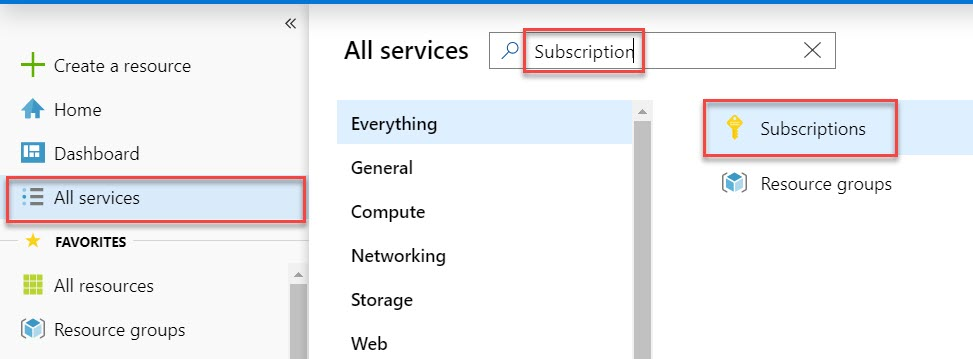 «
Create a resource
Home
Dashboard
All services
FAVORITES
All resources
Resource groups
All services
Subscription
Everything
General
Compute
Networking
Storage
Web
Subscriptions
Resource groups